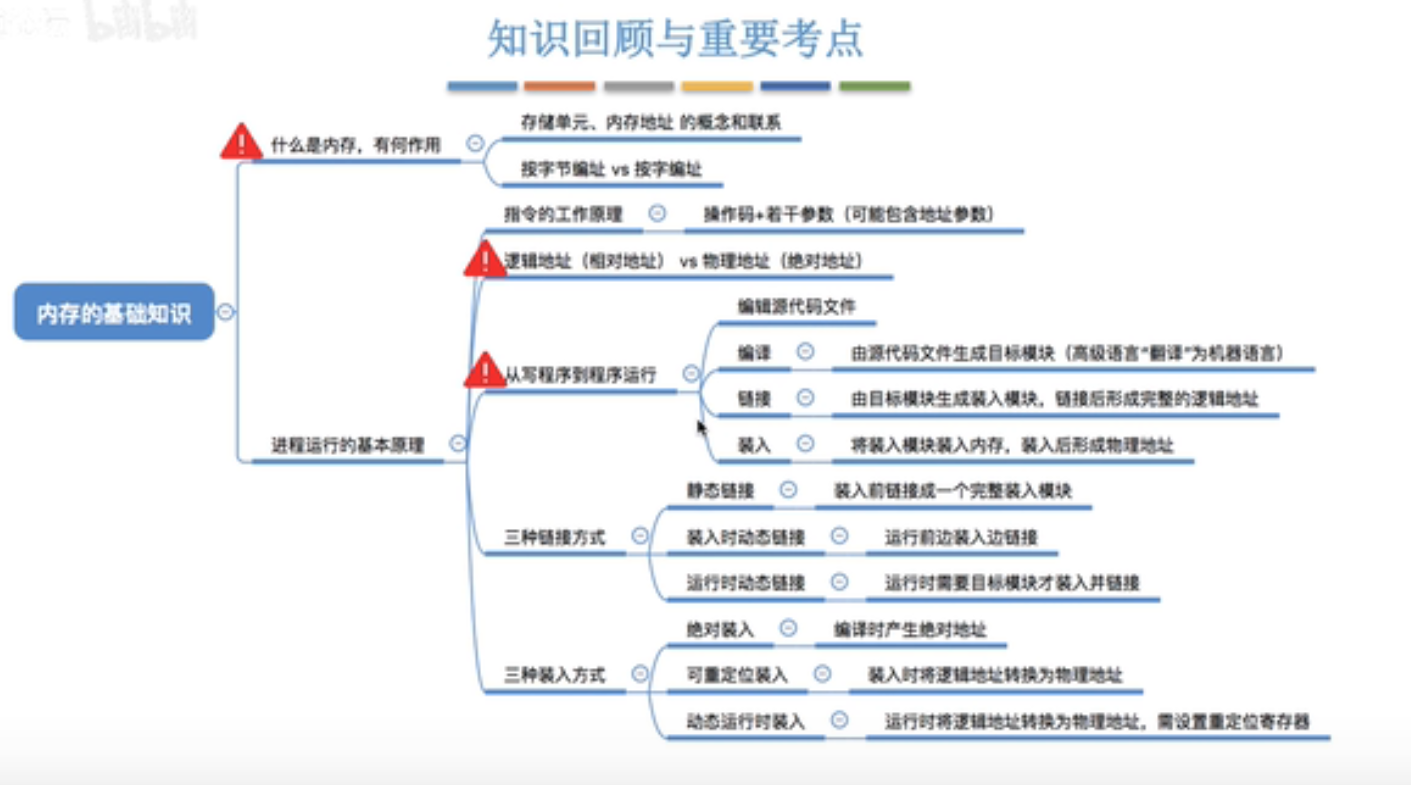 知识回顾与重要考点
内存的基础知识
什么是内存，有何作用
存储单元、内存地址 的概念和联系
按字节编址 vs 按字编址
进程运行的基本原理
指令的工作原理
操作码+若干参数（可能包含地址参数）
逻辑地址（相对地址） vs 物理地址（绝对地址）
从写程序到程序运行
编辑源代码文件
编译
由源代码文件生成目标模块（高级语言“翻译”为机器语言）
链接
由目标模块生成装入模块，链接后形成完整的逻辑地址
装入
将装入模块装入内存，装入后形成物理地址
三种链接方式
静态链接
装入前链接成一个完整装入模块
装入时动态链接
运行前边装入边链接
运行时动态链接
运行时需要目标模块才装入并链接
三种装入方式
绝对装入
编译时产生绝对地址
可重定位装入
装入时将逻辑地址转换为物理地址
动态运行时装入
运行时将逻辑地址转换为物理地址，需设置重定位寄存器